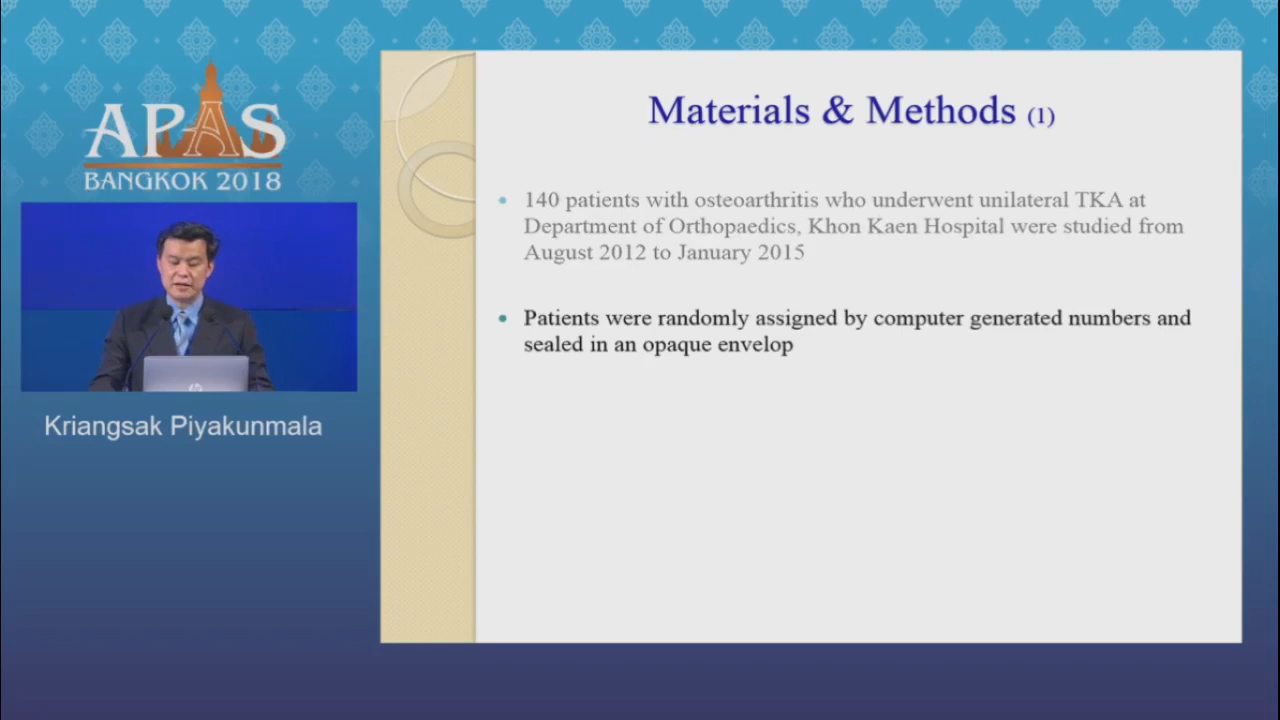 APAS
BANGKOK 2018
Kriangsak Piyakunmala
Materials & Methods (1)
140 patients with osteoarthritis who underwent unilateral TKA at
Department of Orthopaedics, Khon Kaen Hospital were studied from
August 2012 to January 2015
Patients were randomly assigned by computer generated numbers and
sealed in an opaque envelop